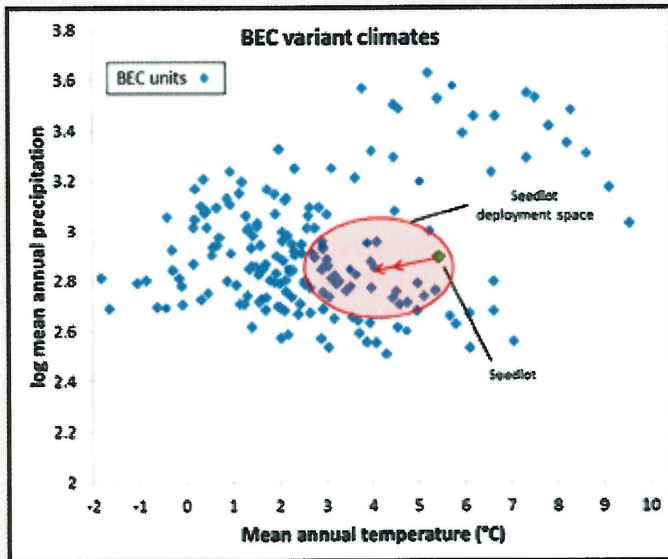 BEC variant climates
BEC units
3.8
3.6
3.4
3.2
3
2.8
2.6
2.4
2.2
2
log mean annual precipitation
Seedlot
deployment space
Seedlot
-2 -1 0 1 2 3 4 5 6 7 8 9 10
Mean annual temperature (°C)